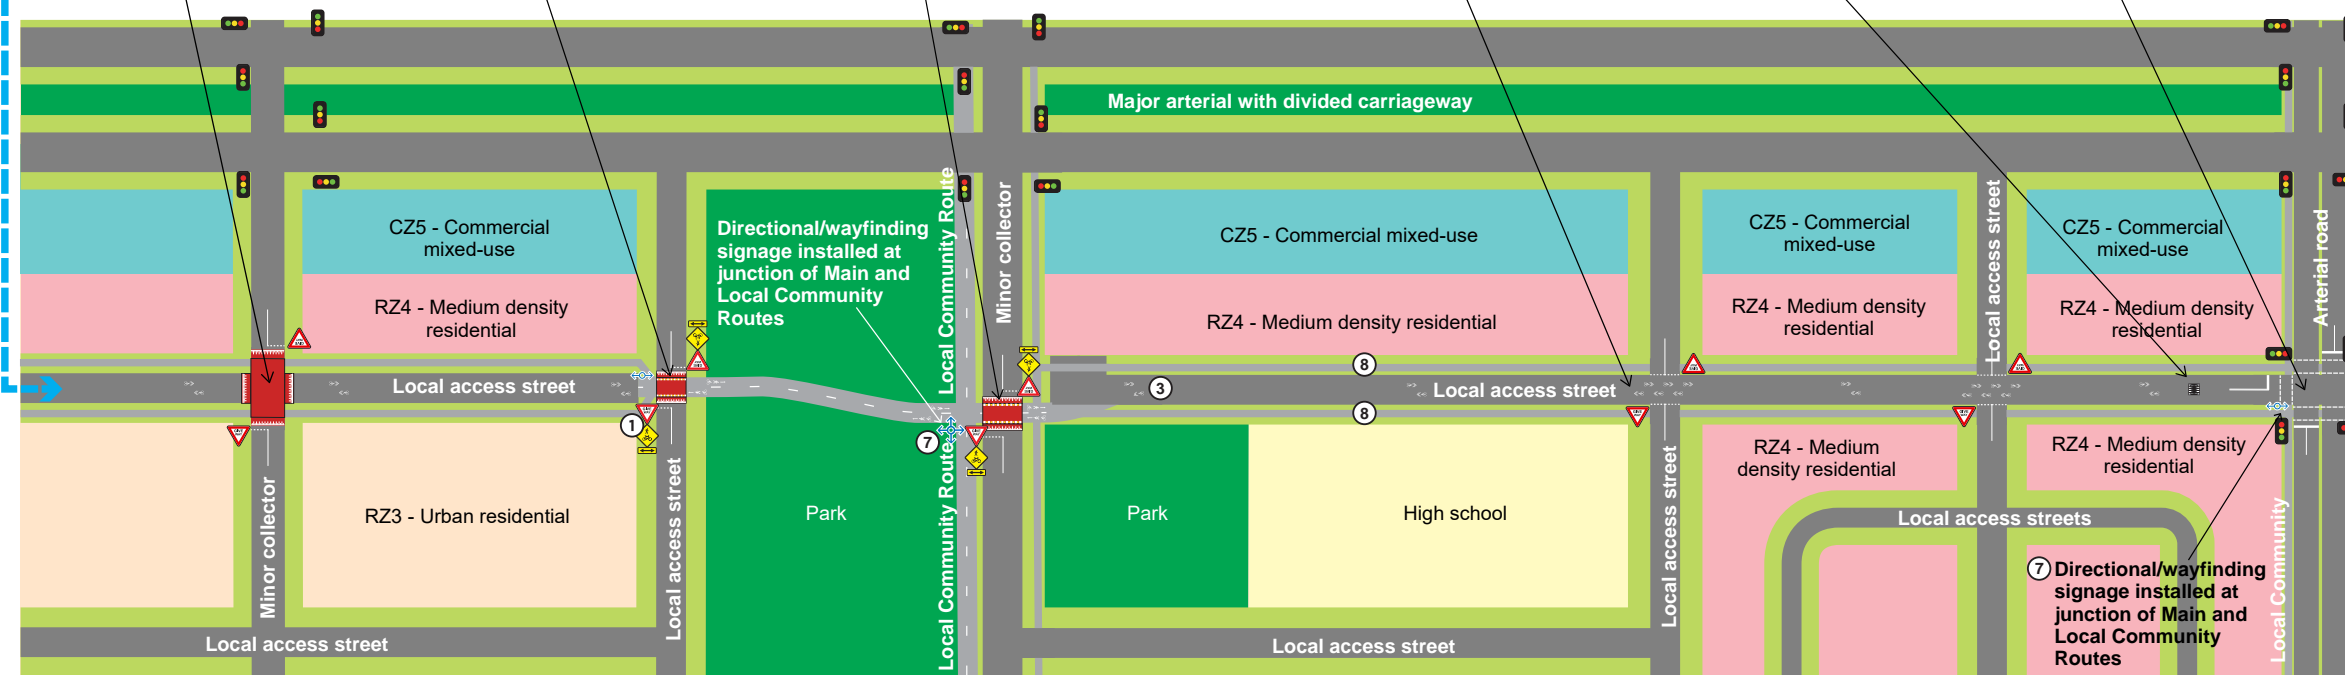 Major arterial with divided carriageway
CZ5 - Commercial
mixed-use
RZ4 - Medium density
residential
Local access street
RZ3 - Urban residential
Minor collector
Local access street
Local access street
1
Directional/wayfinding
signage installed at
junction of Main and
Local Community
Routes
Park
Local Community Route
Local Community Route
7
Minor collector
CZ5 - Commercial mixed-use
RZ4 - Medium density residential
8
3
Local access street
8
Park
High school
Local access street
Local access street
CZ5 - Commercial
mixed-use
RZ4 - Medium density
residential
RZ4 - Medium
density residential
Local access street
CZ5 - Commercial
mixed-use
RZ4 - Medium density
residential
RZ4 - Medium density
residential
Local access streets
7
Directional/wayfinding
signage installed at
junction of Main and
Local Community
Routes
Local Community
Arterial road